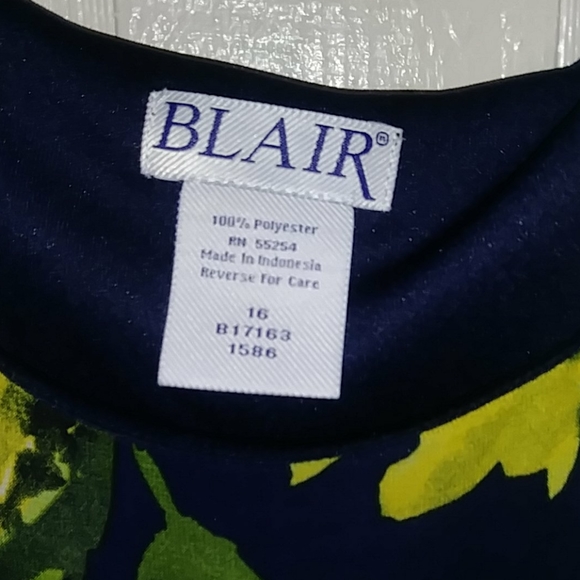 BLAIR®
100% Polyester
RN 55254
Made In Indonesia
Reverse For Care
16
B17163
1586